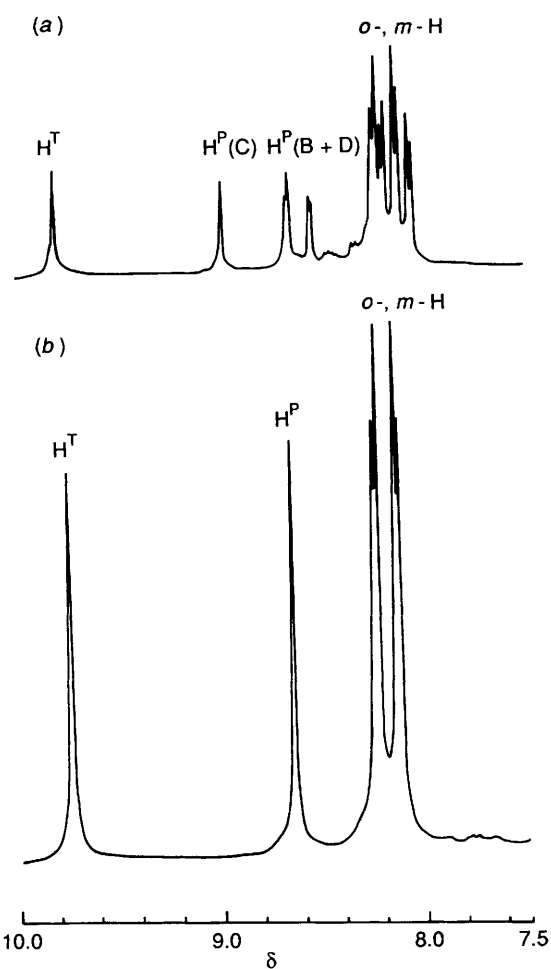 (a)
o-, m-H
H^T
H^P(C) H^P(B + D)
o-, m-H
(b)
H^P
H^T
10.0 9.0 8.0 7.5
δ